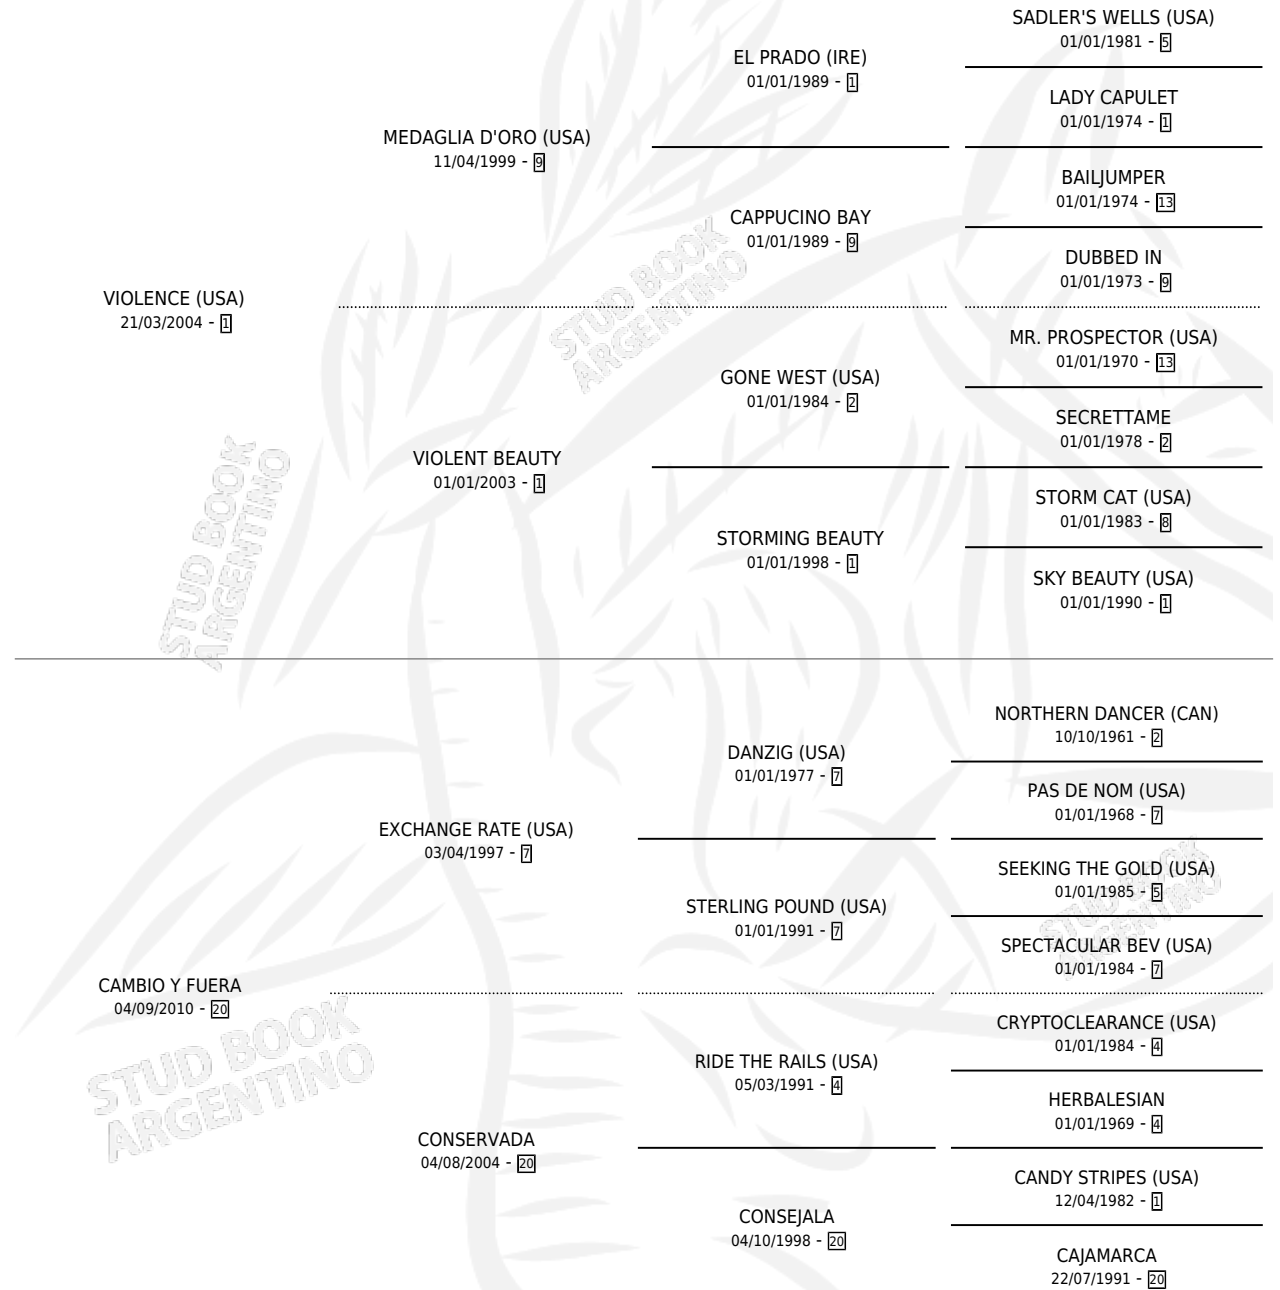 SADLER'S WELLS (USA)
01/01/1981 - 5
EL PRADO (IRE)
01/01/1989 - 1
LADY CAPULET
01/01/1974 - 1
MEDAGLIA D'ORO (USA)
11/04/1999 - 9
BAILJUMPER
01/01/1974 - 13
CAPPUCINO BAY
01/01/1989 - 9
DUBBED IN
01/01/1973 - 9
VIOLENCE (USA)
21/03/2004 - 1
MR. PROSPECTOR (USA)
01/01/1970 - 13
GONE WEST (USA)
01/01/1984 - 2
SECRETTAME
01/01/1978 - 2
VIOLENT BEAUTY
01/01/2003 - 1
STORM CAT (USA)
01/01/1983 - 8
STORMING BEAUTY
01/01/1998 - 1
SKY BEAUTY (USA)
01/01/1990 - 1
STUD BOOK
ARGENTINO
STUD BOOK
ARGENTINO
NORTHERN DANCER (CAN)
10/10/1961 - 2
DANZIG (USA)
01/01/1977 - 7
PAS DE NOM (USA)
01/01/1968 - 7
EXCHANGE RATE (USA)
03/04/1997 - 7
SEEKING THE GOLD (USA)
01/01/1985 - 5
STERLING POUND (USA)
01/01/1991 - 7
SPECTACULAR BEV (USA)
01/01/1984 - 7
STUD BOOK
ARGENTINO
CAMBIO Y FUERA
04/09/2010 - 20
CRYPTOCLEARANCE (USA)
01/01/1984 - 4
RIDE THE RAILS (USA)
05/03/1991 - 4
HERBALESIAN
01/01/1969 - 4
STUD BOOK
ARGENTINO
CONSERVADA
04/08/2004 - 20
CANDY STRIPES (USA)
12/04/1982 - 1
CONSEJALA
04/10/1998 - 20
CAJAMARCA
22/07/1991 - 20